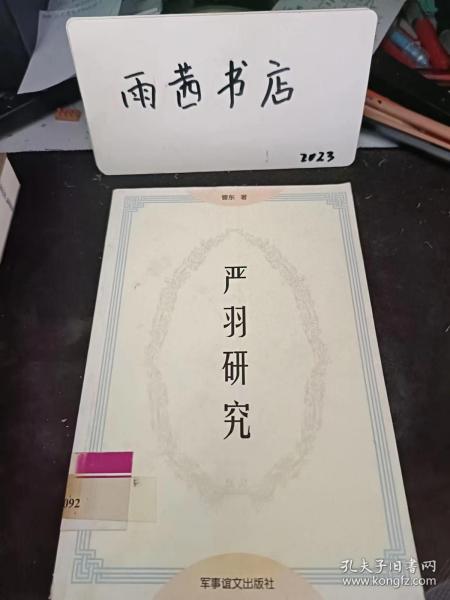 雨茜书店
2023
曹东 著
严羽研究
092
军事谊文出版社
孔夫子旧书网
www.kongfz.com